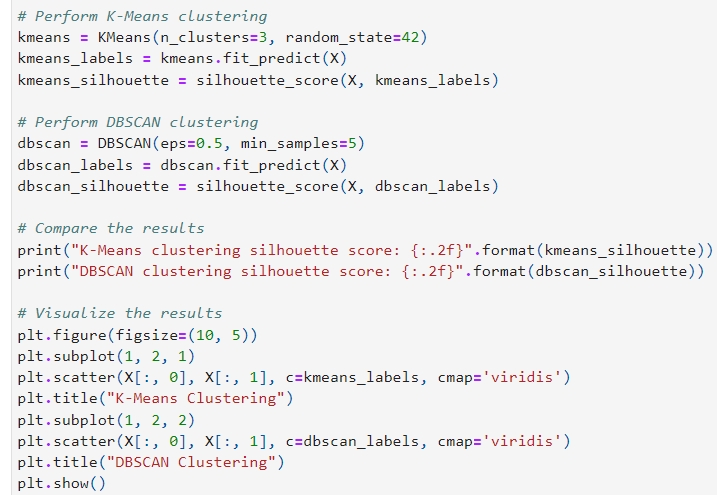 # Perform K-Means clustering
kmeans = KMeans(n_clusters=3, random_state=42)
kmeans_labels = kmeans.fit_predict(X)
kmeans_silhouette = silhouette_score(X, kmeans_labels)

# Perform DBSCAN clustering
dbscan = DBSCAN(eps=0.5, min_samples=5)
dbscan_labels = dbscan.fit_predict(X)
dbscan_silhouette = silhouette_score(X, dbscan_labels)

# Compare the results
print("K-Means clustering silhouette score: {:.2f}".format(kmeans_silhouette))
print("DBSCAN clustering silhouette score: {:.2f}".format(dbscan_silhouette))

# Visualize the results
plt.figure(figsize=(10, 5))
plt.subplot(1, 2, 1)
plt.scatter(X[:, 0], X[:, 1], c=kmeans_labels, cmap='viridis')
plt.title("K-Means Clustering")
plt.subplot(1, 2, 2)
plt.scatter(X[:, 0], X[:, 1], c=dbscan_labels, cmap='viridis')
plt.title("DBSCAN Clustering")
plt.show()